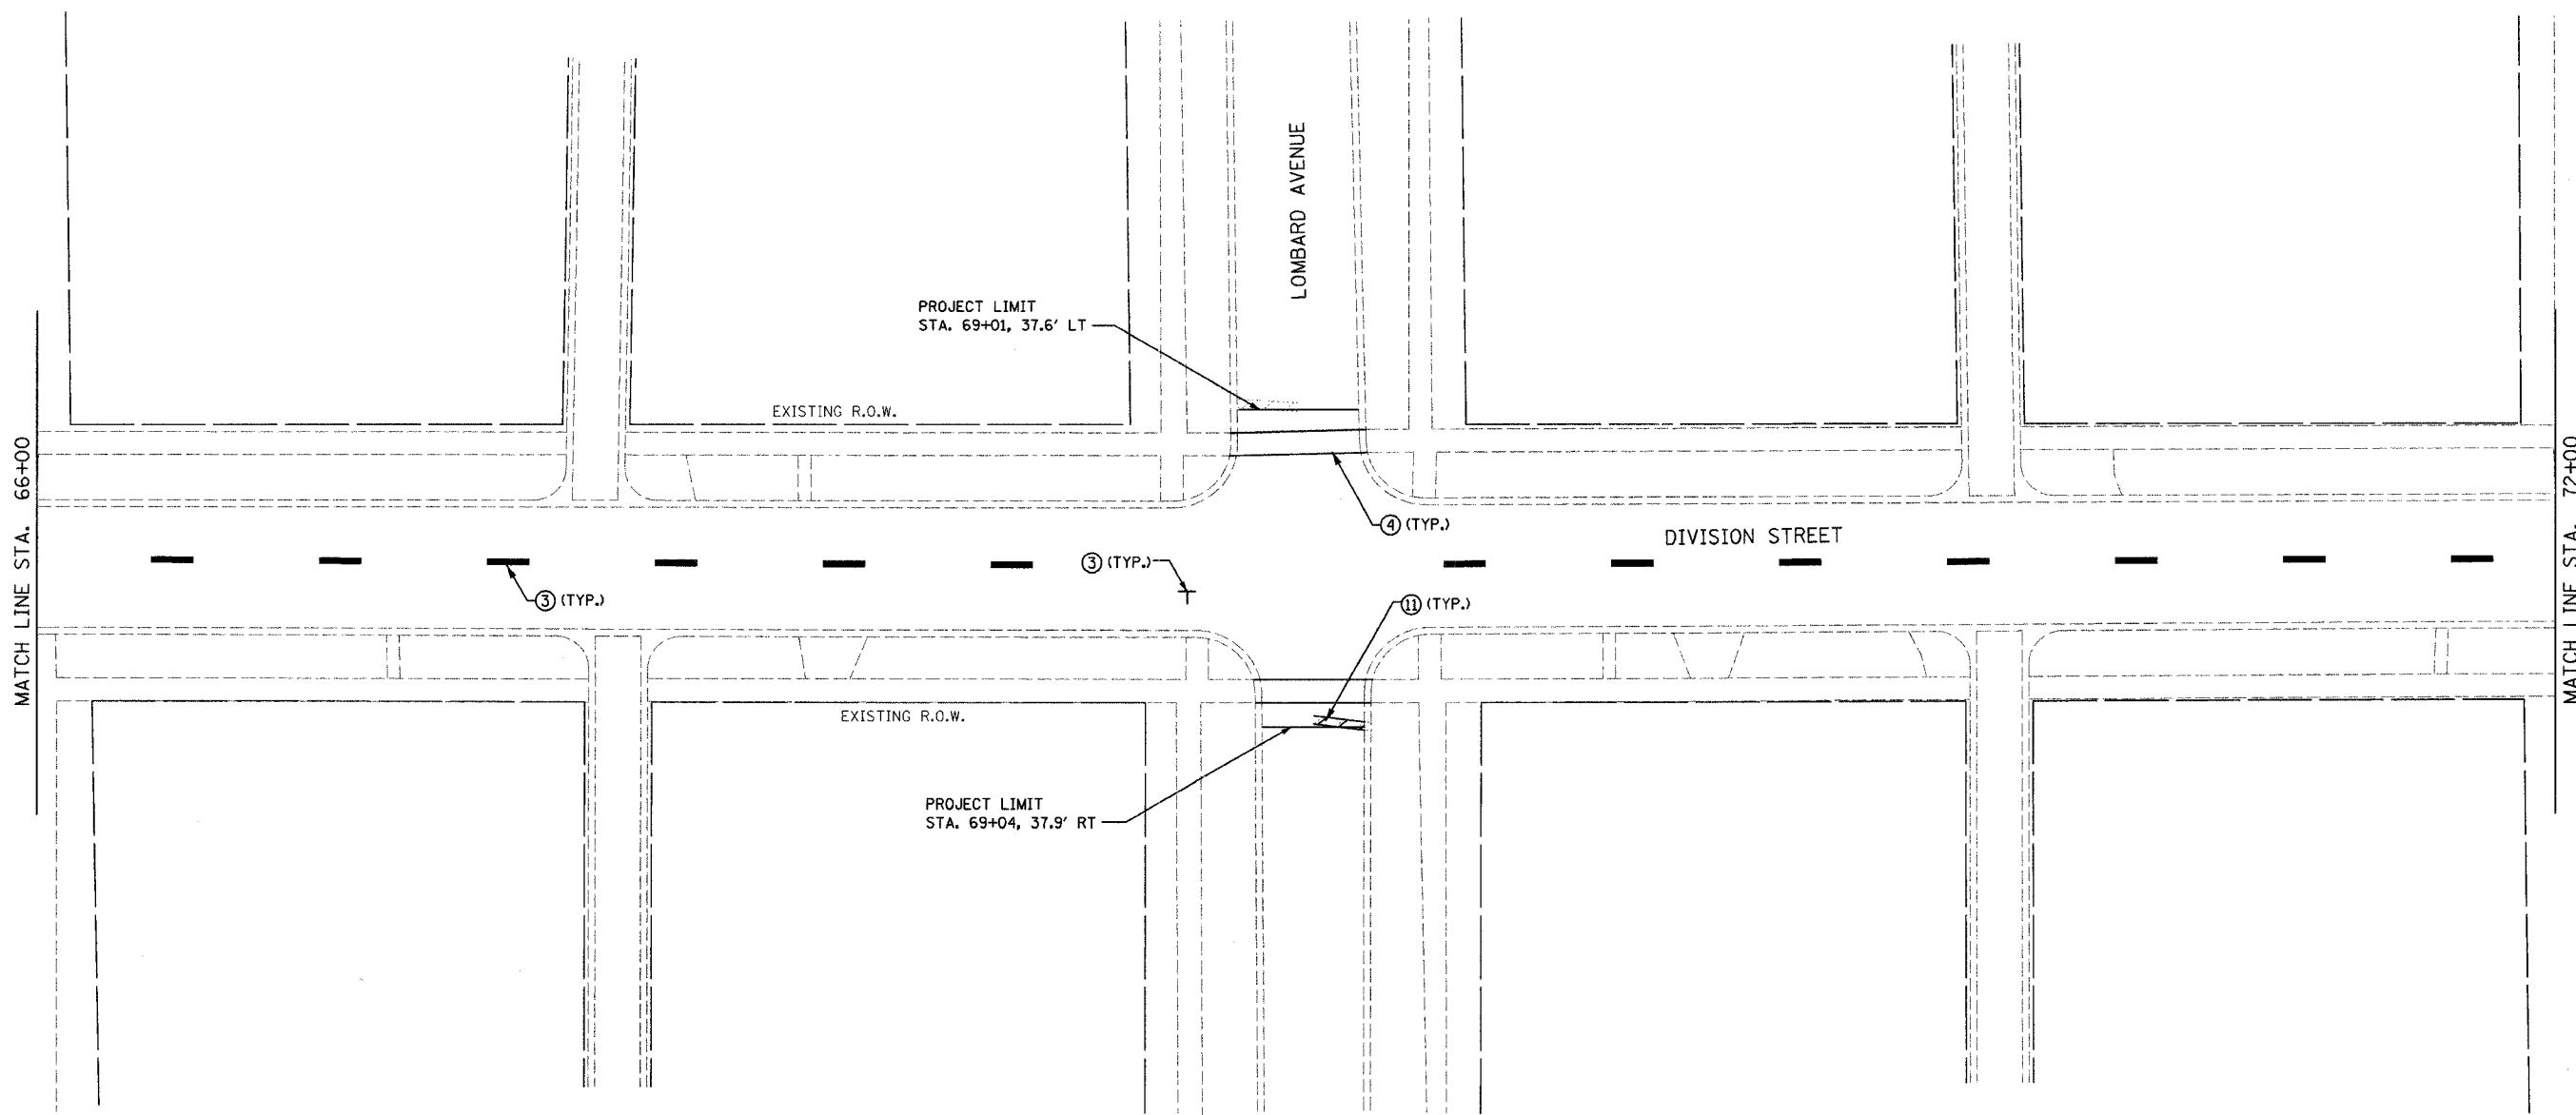 LOMBARD AVENUE
PROJECT LIMIT
STA. 69+01, 37.6' LT
EXISTING R.O.W.
MATCH LINE STA. 66+00
MATCH LINE STA. 72+00
4 (TYP.)
DIVISION STREET
3 (TYP.)
3 (TYP.)
11 (TYP.)
EXISTING R.O.W.
PROJECT LIMIT
STA. 69+04, 37.9' RT